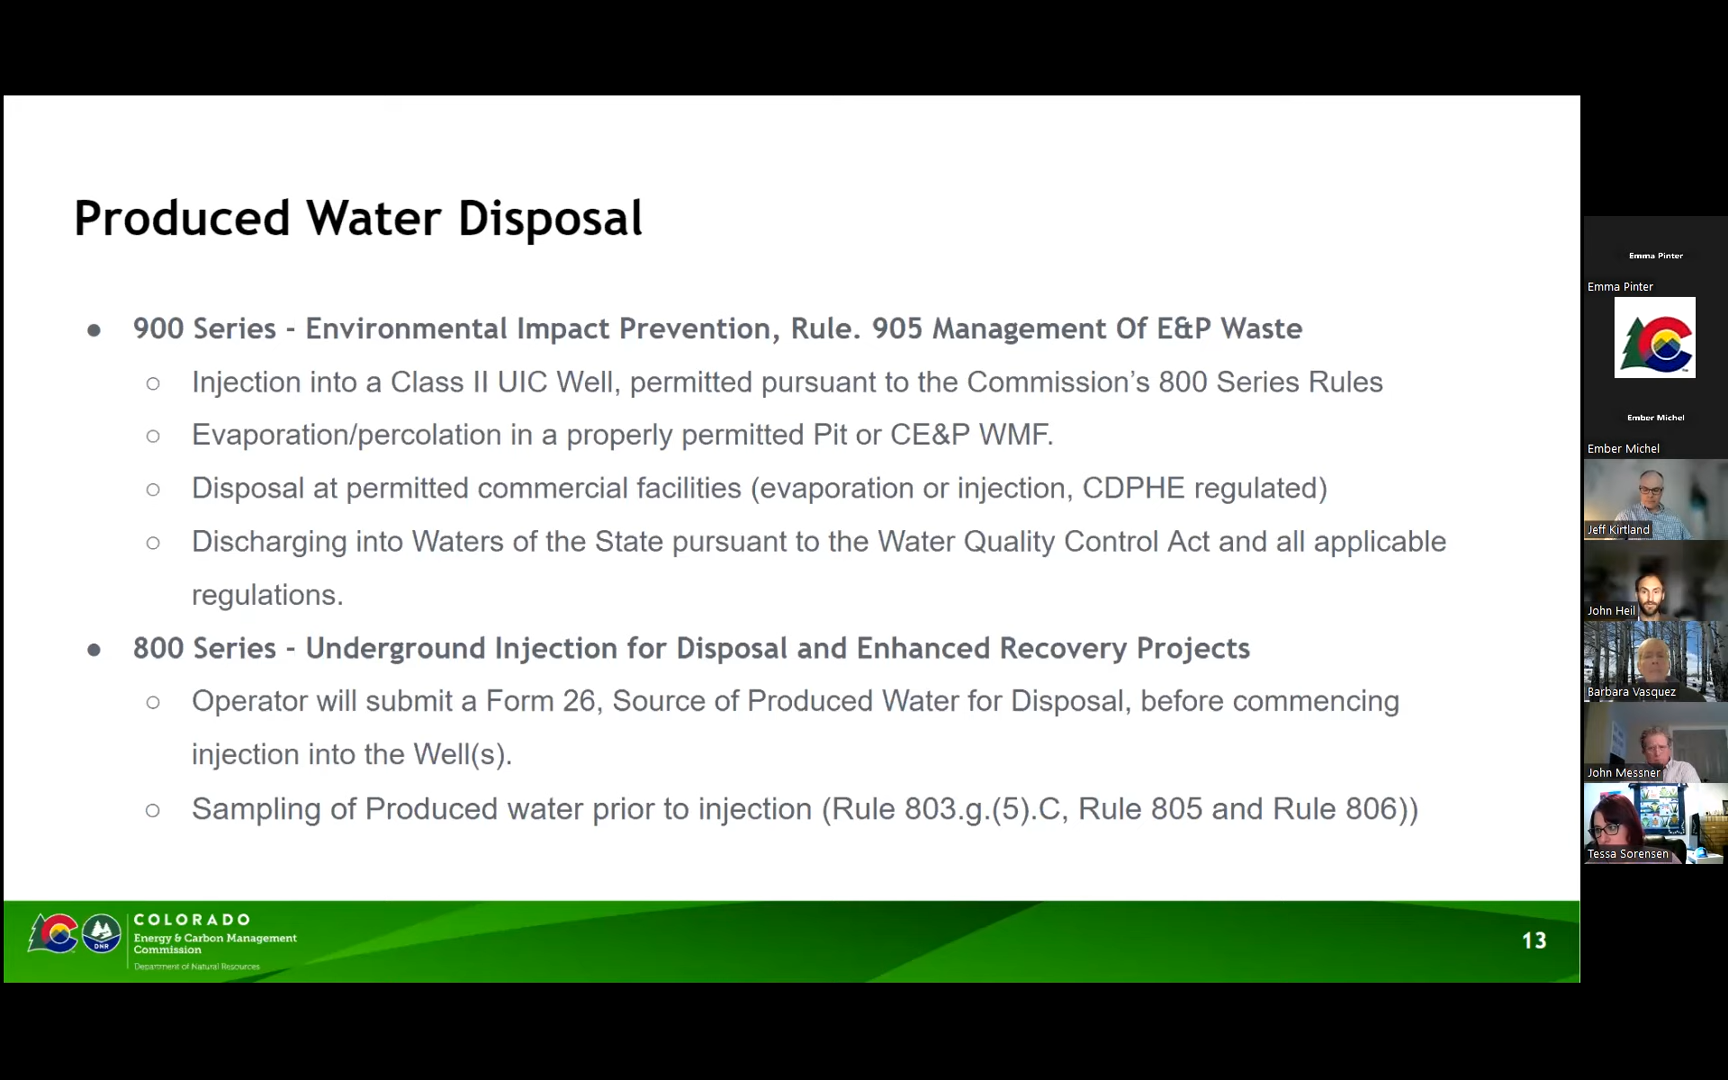 Produced Water Disposal
● 900 Series - Environmental Impact Prevention, Rule. 905 Management Of E&P Waste
○ Injection into a Class II UIC Well, permitted pursuant to the Commission's 800 Series Rules
○ Evaporation/percolation in a properly permitted Pit or CE&P WMF.
○ Disposal at permitted commercial facilities (evaporation or injection, CDPHE regulated)
○ Discharging into Waters of the State pursuant to the Water Quality Control Act and all applicable
regulations.
● 800 Series - Underground Injection for Disposal and Enhanced Recovery Projects
○ Operator will submit a Form 26, Source of Produced Water for Disposal, before commencing
injection into the Well(s).
○ Sampling of Produced water prior to injection (Rule 803.g.(5).C, Rule 805 and Rule 806))
DNR
COLORADO
Energy & Carbon Management
Commission
Department of Natural Resources
13
Emma Pinter
Emma Pinter
Ember Michel
Ember Michel
Jeff Kirtland
John Heil
Barbara Vasquez
John Messner
Tessa Sorensen